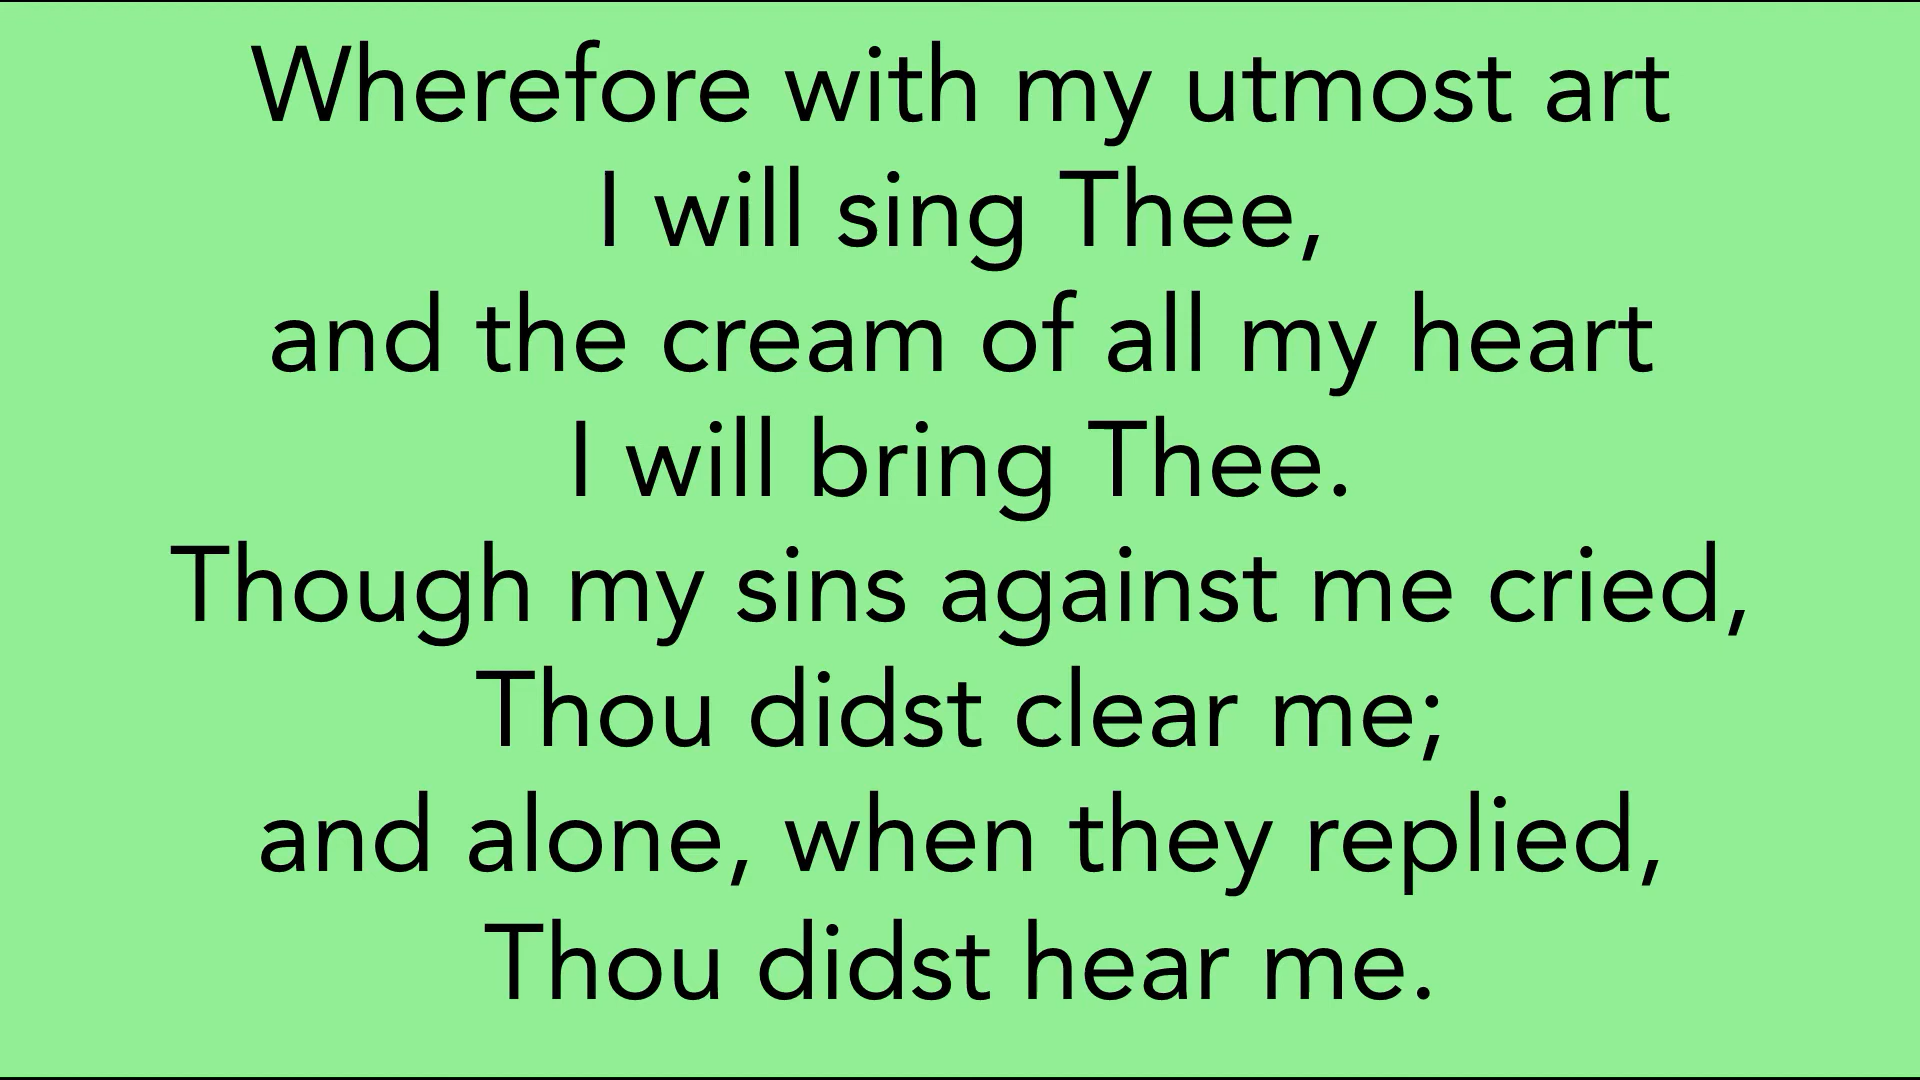 Wherefore with my utmost art
I will sing Thee,
and the cream of all my heart
I will bring Thee.
Though my sins against me cried,
Thou didst clear me;
and alone, when they replied,
Thou didst hear me.